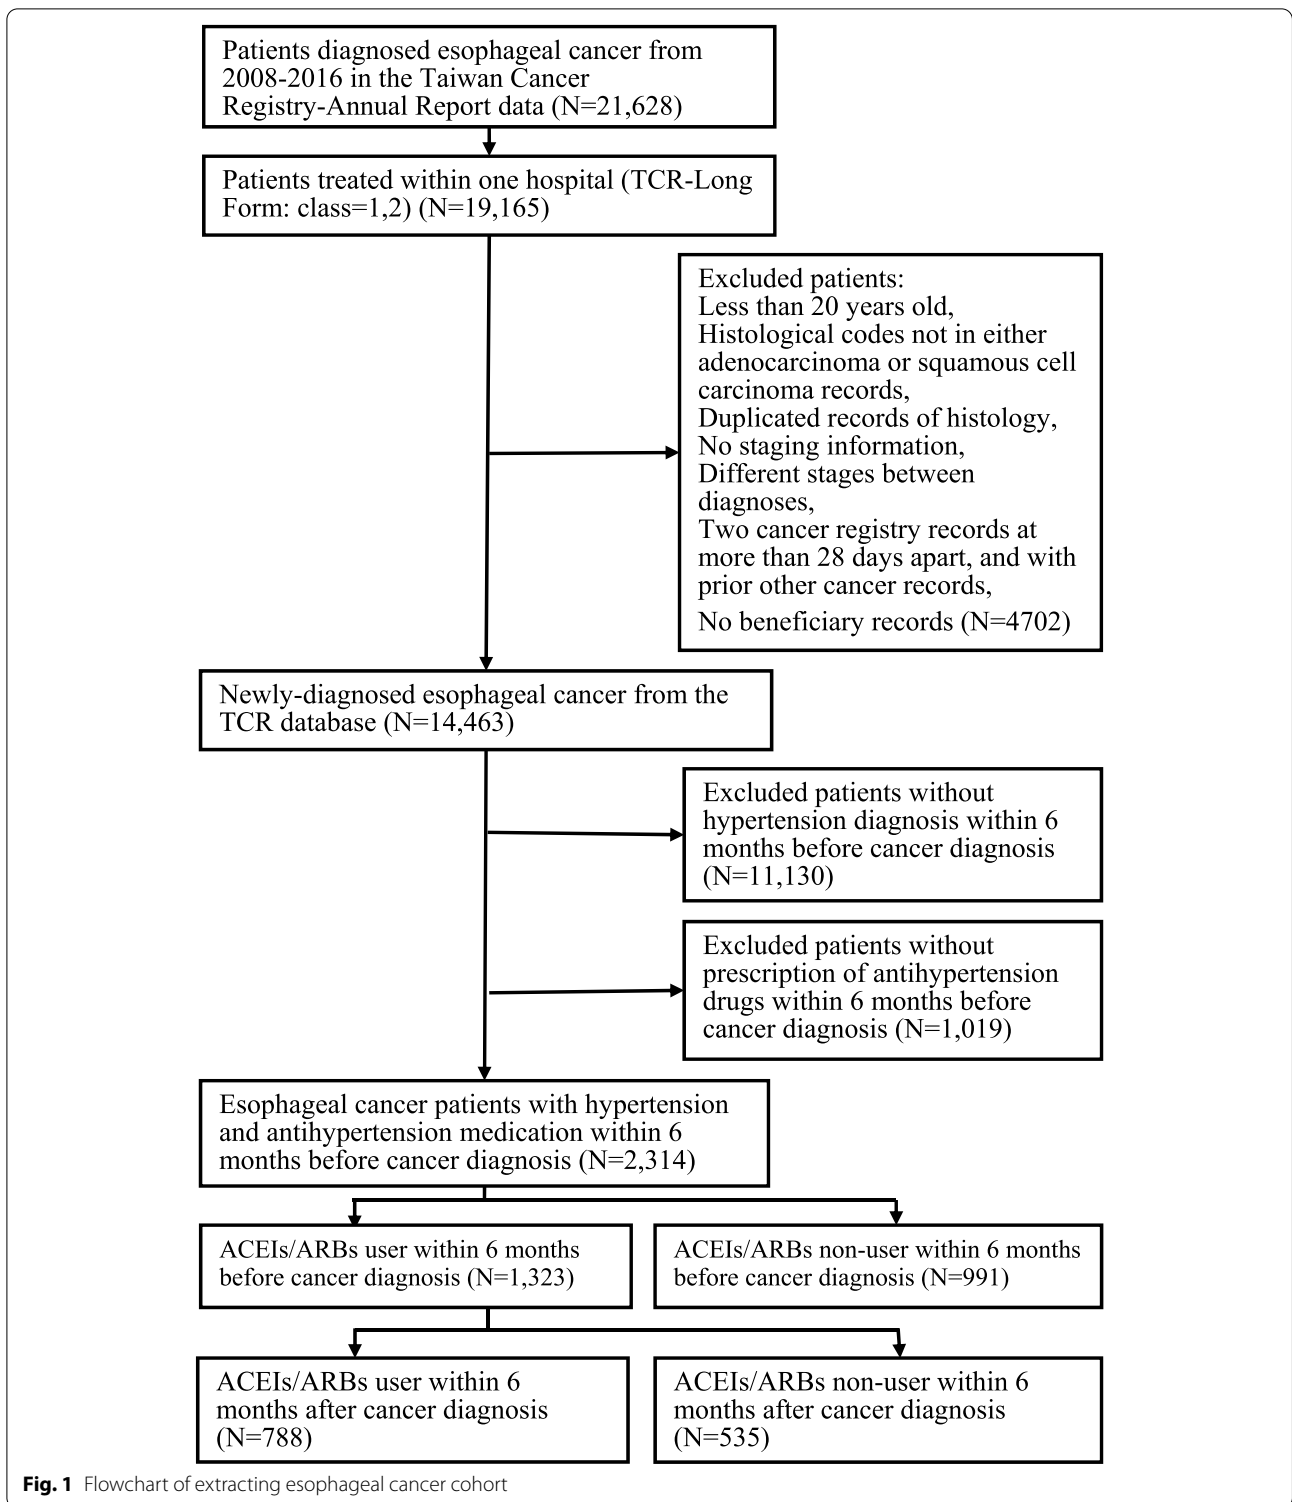 Patients diagnosed esophageal cancer from
2008-2016 in the Taiwan Cancer
Registry-Annual Report data (N=21,628)
Patients treated within one hospital (TCR-Long
Form: class=1,2) (N=19,165)
Excluded patients:
Less than 20 years old,
Histological codes not in either
adenocarcinoma or squamous cell
carcinoma records,
Duplicated records of histology,
No staging information,
Different stages between
diagnoses,
Two cancer registry records at
more than 28 days apart, and with
prior other cancer records,
No beneficiary records (N=4702)
Newly-diagnosed esophageal cancer from the
TCR database (N=14,463)
Excluded patients without
hypertension diagnosis within 6
months before cancer diagnosis
(N=11,130)
Excluded patients without
prescription of antihypertension
drugs within 6 months before
cancer diagnosis (N=1,019)
Esophageal cancer patients with hypertension
and antihypertension medication within 6
months before cancer diagnosis (N=2,314)
ACEIs/ARBs user within 6 months
before cancer diagnosis (N=1,323)
ACEIs/ARBs non-user within 6 months
before cancer diagnosis (N=991)
ACEIs/ARBs user within 6
months after cancer diagnosis
(N=788)
ACEIs/ARBs non-user within 6
months after cancer diagnosis
(N=535)
Fig. 1 Flowchart of extracting esophageal cancer cohort